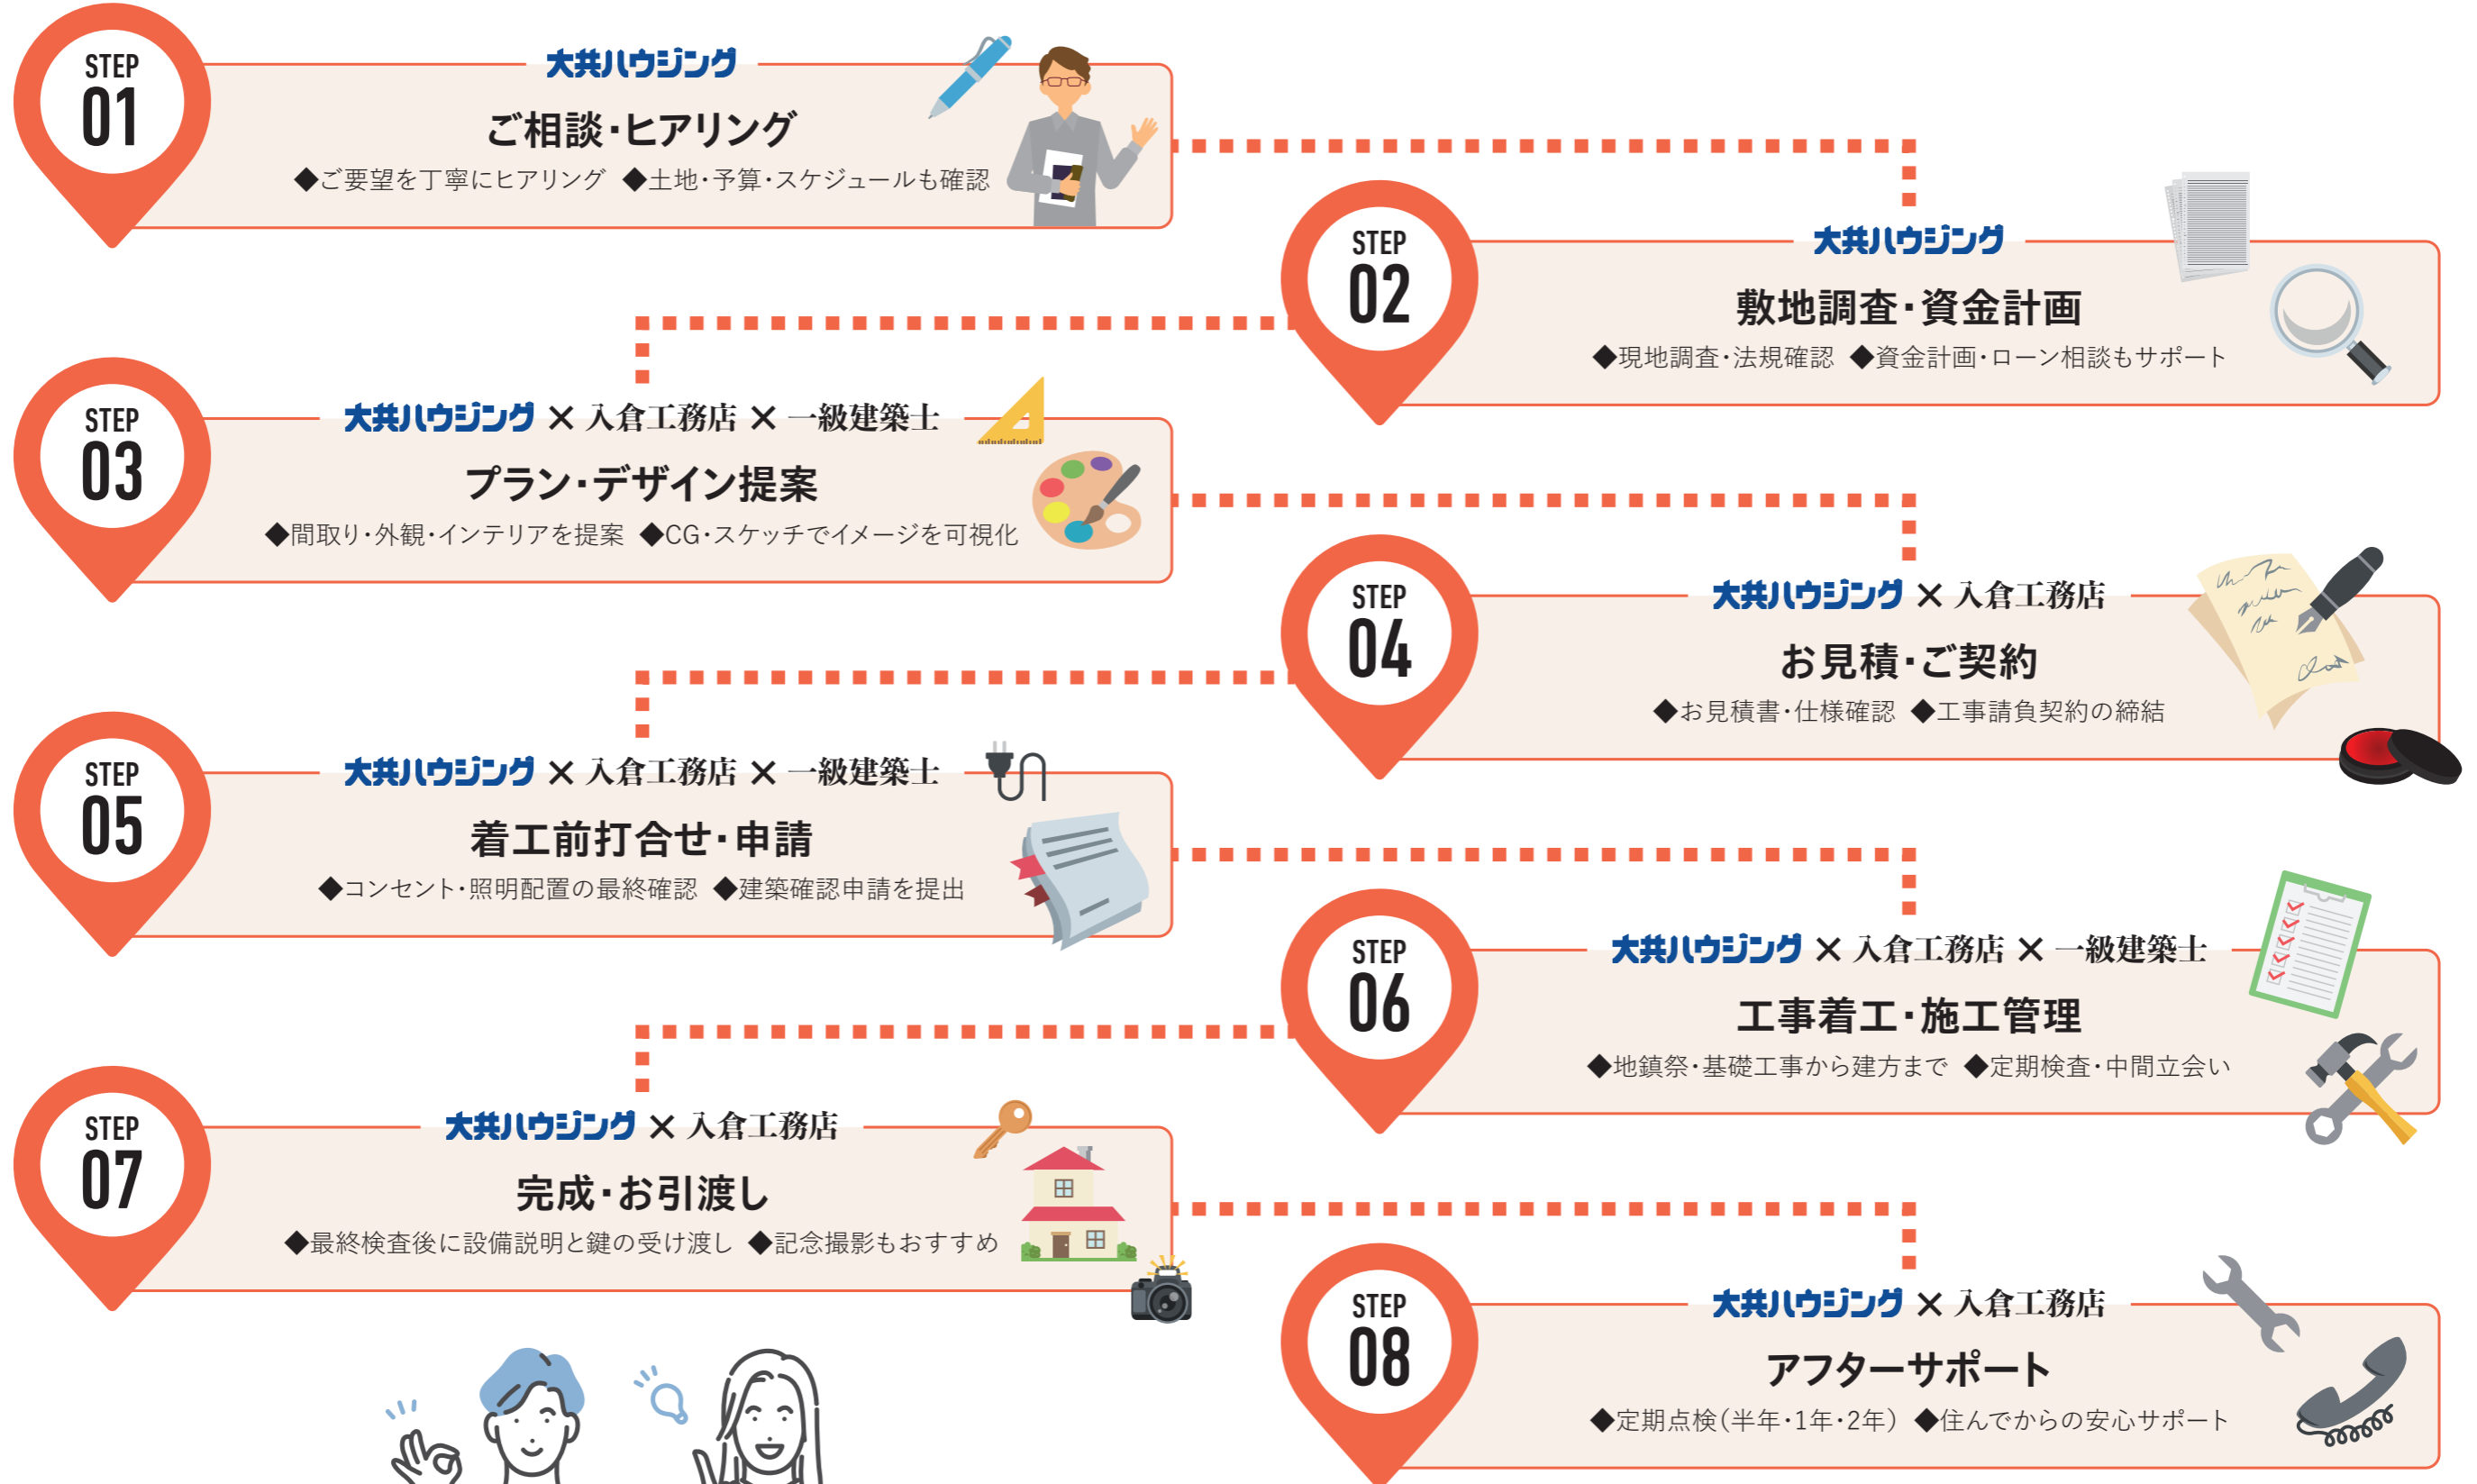 STEP
01
大共ハウジング
ご相談・ヒアリング
◆ご要望を丁寧にヒアリング ◆土地・予算・スケジュールも確認
STEP
02
大共ハウジング
敷地調査・資金計画
◆現地調査・法規確認 ◆資金計画・ローン相談もサポート
STEP
03
大共ハウジング × 入倉工務店 × 一級建築士
プラン・デザイン提案
◆間取り・外観・インテリアを提案 ◆CG・スケッチでイメージを可視化
STEP
04
大共ハウジング × 入倉工務店
お見積・ご契約
◆お見積書・仕様確認 ◆工事請負契約の締結
STEP
05
大共ハウジング × 入倉工務店 × 一級建築士
着工前打合せ・申請
◆コンセント・照明配置の最終確認 ◆建築確認申請を提出
STEP
06
大共ハウジング × 入倉工務店 × 一級建築士
工事着工・施工管理
◆地鎮祭・基礎工事から建方まで ◆定期検査・中間立会い
STEP
07
大共ハウジング × 入倉工務店
完成・お引渡し
◆最終検査後に設備説明と鍵の受け渡し ◆記念撮影もおすすめ
STEP
08
大共ハウジング × 入倉工務店
アフターサポート
◆定期点検(半年・1年・2年) ◆住んでからの安心サポート